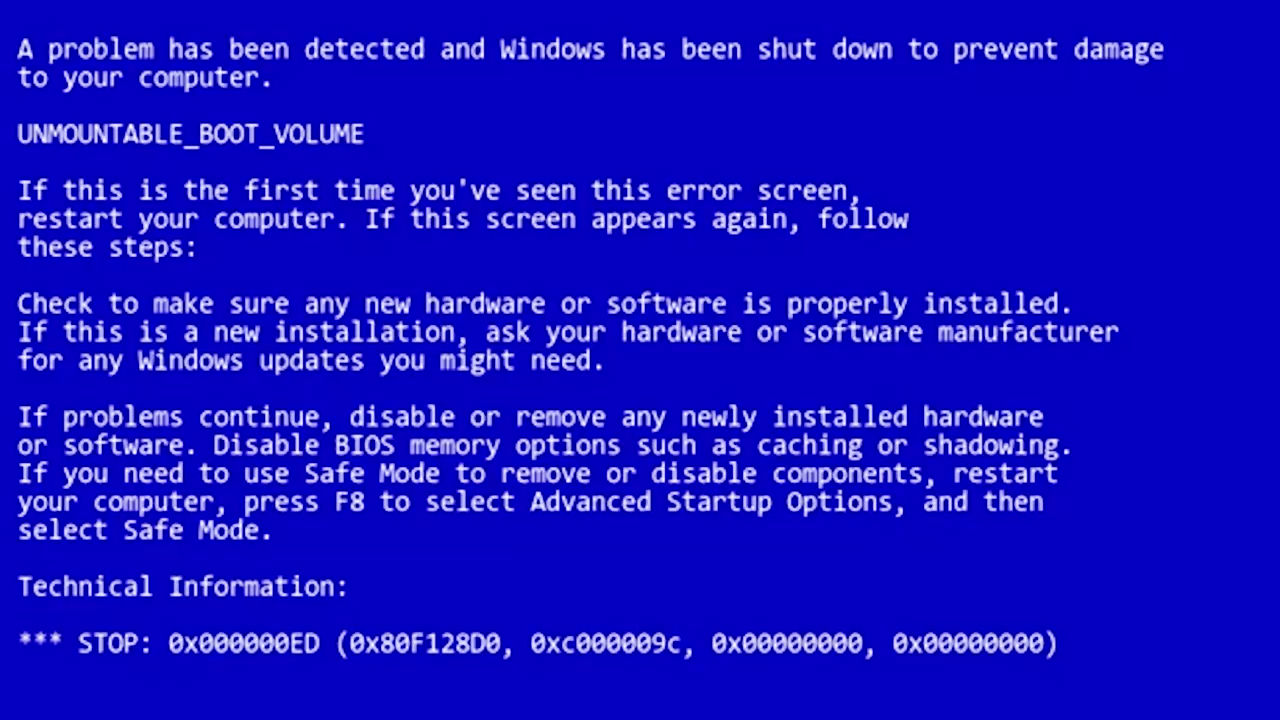 A problem has been detected and Windows has been shut down to prevent damage
to your computer.
UNMOUNTABLE_BOOT_VOLUME
If this is the first time you've seen this error screen,
restart your computer. If this screen appears again, follow
these steps:
Check to make sure any new hardware or software is properly installed.
If this is a new installation, ask your hardware or software manufacturer
for any Windows updates you might need.
If problems continue, disable or remove any newly installed hardware
or software. Disable BIOS memory options such as caching or shadowing.
If you need to use Safe Mode to remove or disable components, restart
your computer, press F8 to select Advanced Startup Options, and then
select Safe Mode.
Technical Information:
*** STOP: 0x000000ED (0x80F128D0, 0xc000009c, 0x00000000, 0x00000000)